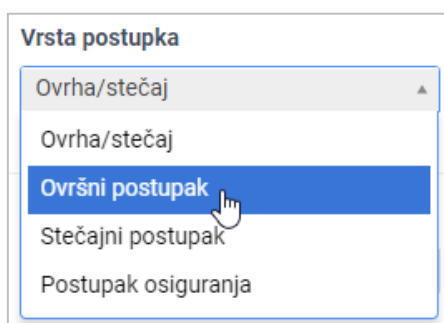 Vrsta postupka
Ovrha/stečaj
Ovrha/stečaj
Ovršni postupak
Stečajni postupak
Postupak osiguranja